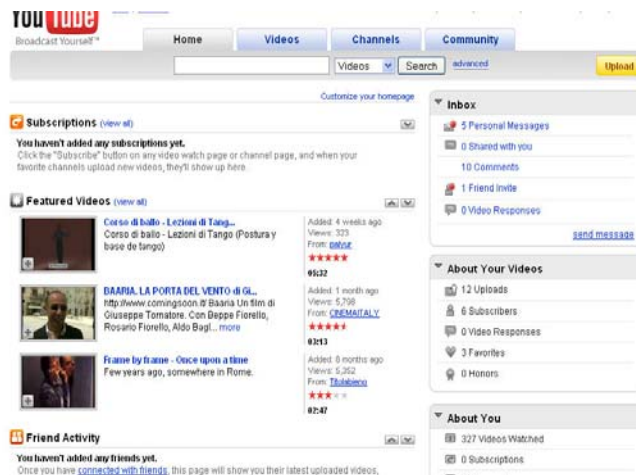 You Tube
Broadcast Yourself™
Home
Videos
Channels
Community
Videos
Search
advanced
Upload
Customize your homepage
Subscriptions (view all)
You haven't added any subscriptions yet.
Click the "Subscribe" button on any video watch page or channel page, and when your
favorite channels upload new videos, they'll show up here.
Featured Videos (view all)
Corso di ballo - Lezioni di Tang...
Corso di ballo - Lezioni di Tango (Postura y
base de tango)
Added: 4 weeks ago
Views: 323
From: palyur
05:32
BAARIA. LA PORTA DEL VENTO di Gi...
http://www.comingsoon.it/ Baaria Un film di
Giuseppe Tornatore. Con Beppe Fiorello,
Rosario Fiorello, Aldo Bagl... more
Added: 1 month ago
Views: 5,798
From: CINEMAITALY
03:13
Frame by frame - Once upon a time
Few years ago, somewhere in Rome.
Added: 8 months ago
Views: 5,352
From: Titolabieno
02:47
Friend Activity
You haven't added any friends yet.
Once you have connected with friends, this page will show you their latest uploaded videos,
Inbox
5 Personal Messages
0 Shared with you
10 Comments
1 Friend Invite
0 Video Responses
send message
About Your Videos
12 Uploads
6 Subscribers
0 Video Responses
3 Favorites
0 Honors
About You
327 Videos Watched
0 Subscriptions